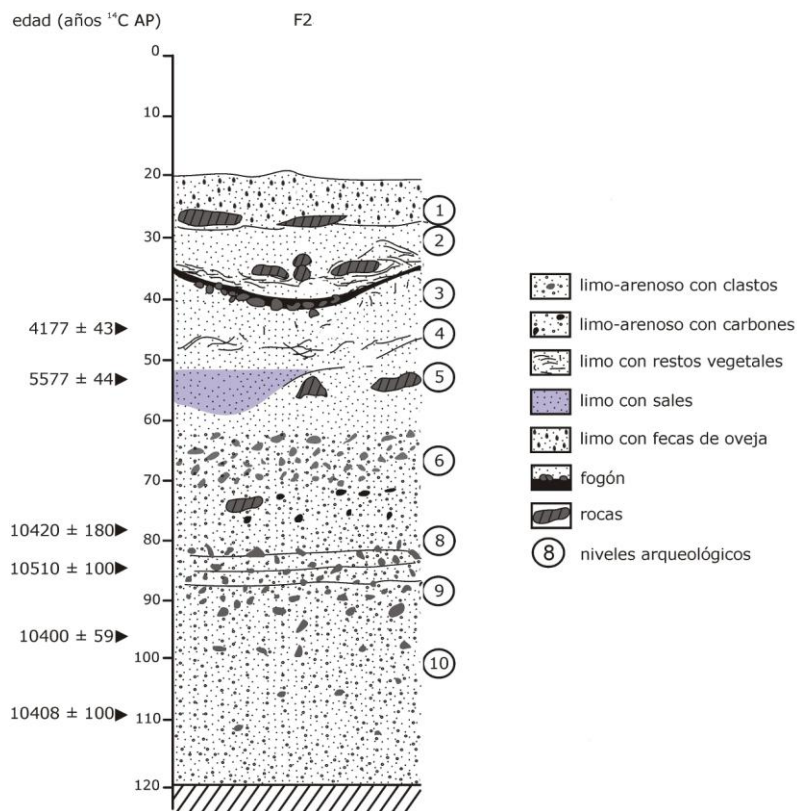 edad (años ¹⁴C AP)
F2
0
10
20
30
40
50
60
70
80
90
100
110
120
4177 ± 43
5577 ± 44
10420 ± 180
10510 ± 100
10400 ± 59
10408 ± 100
1
2
3
4
5
6
8
9
10
limo-arenoso con clastos
limo-arenoso con carbones
limo con restos vegetales
limo con sales
limo con fecas de oveja
fogón
rocas
8 niveles arqueológicos